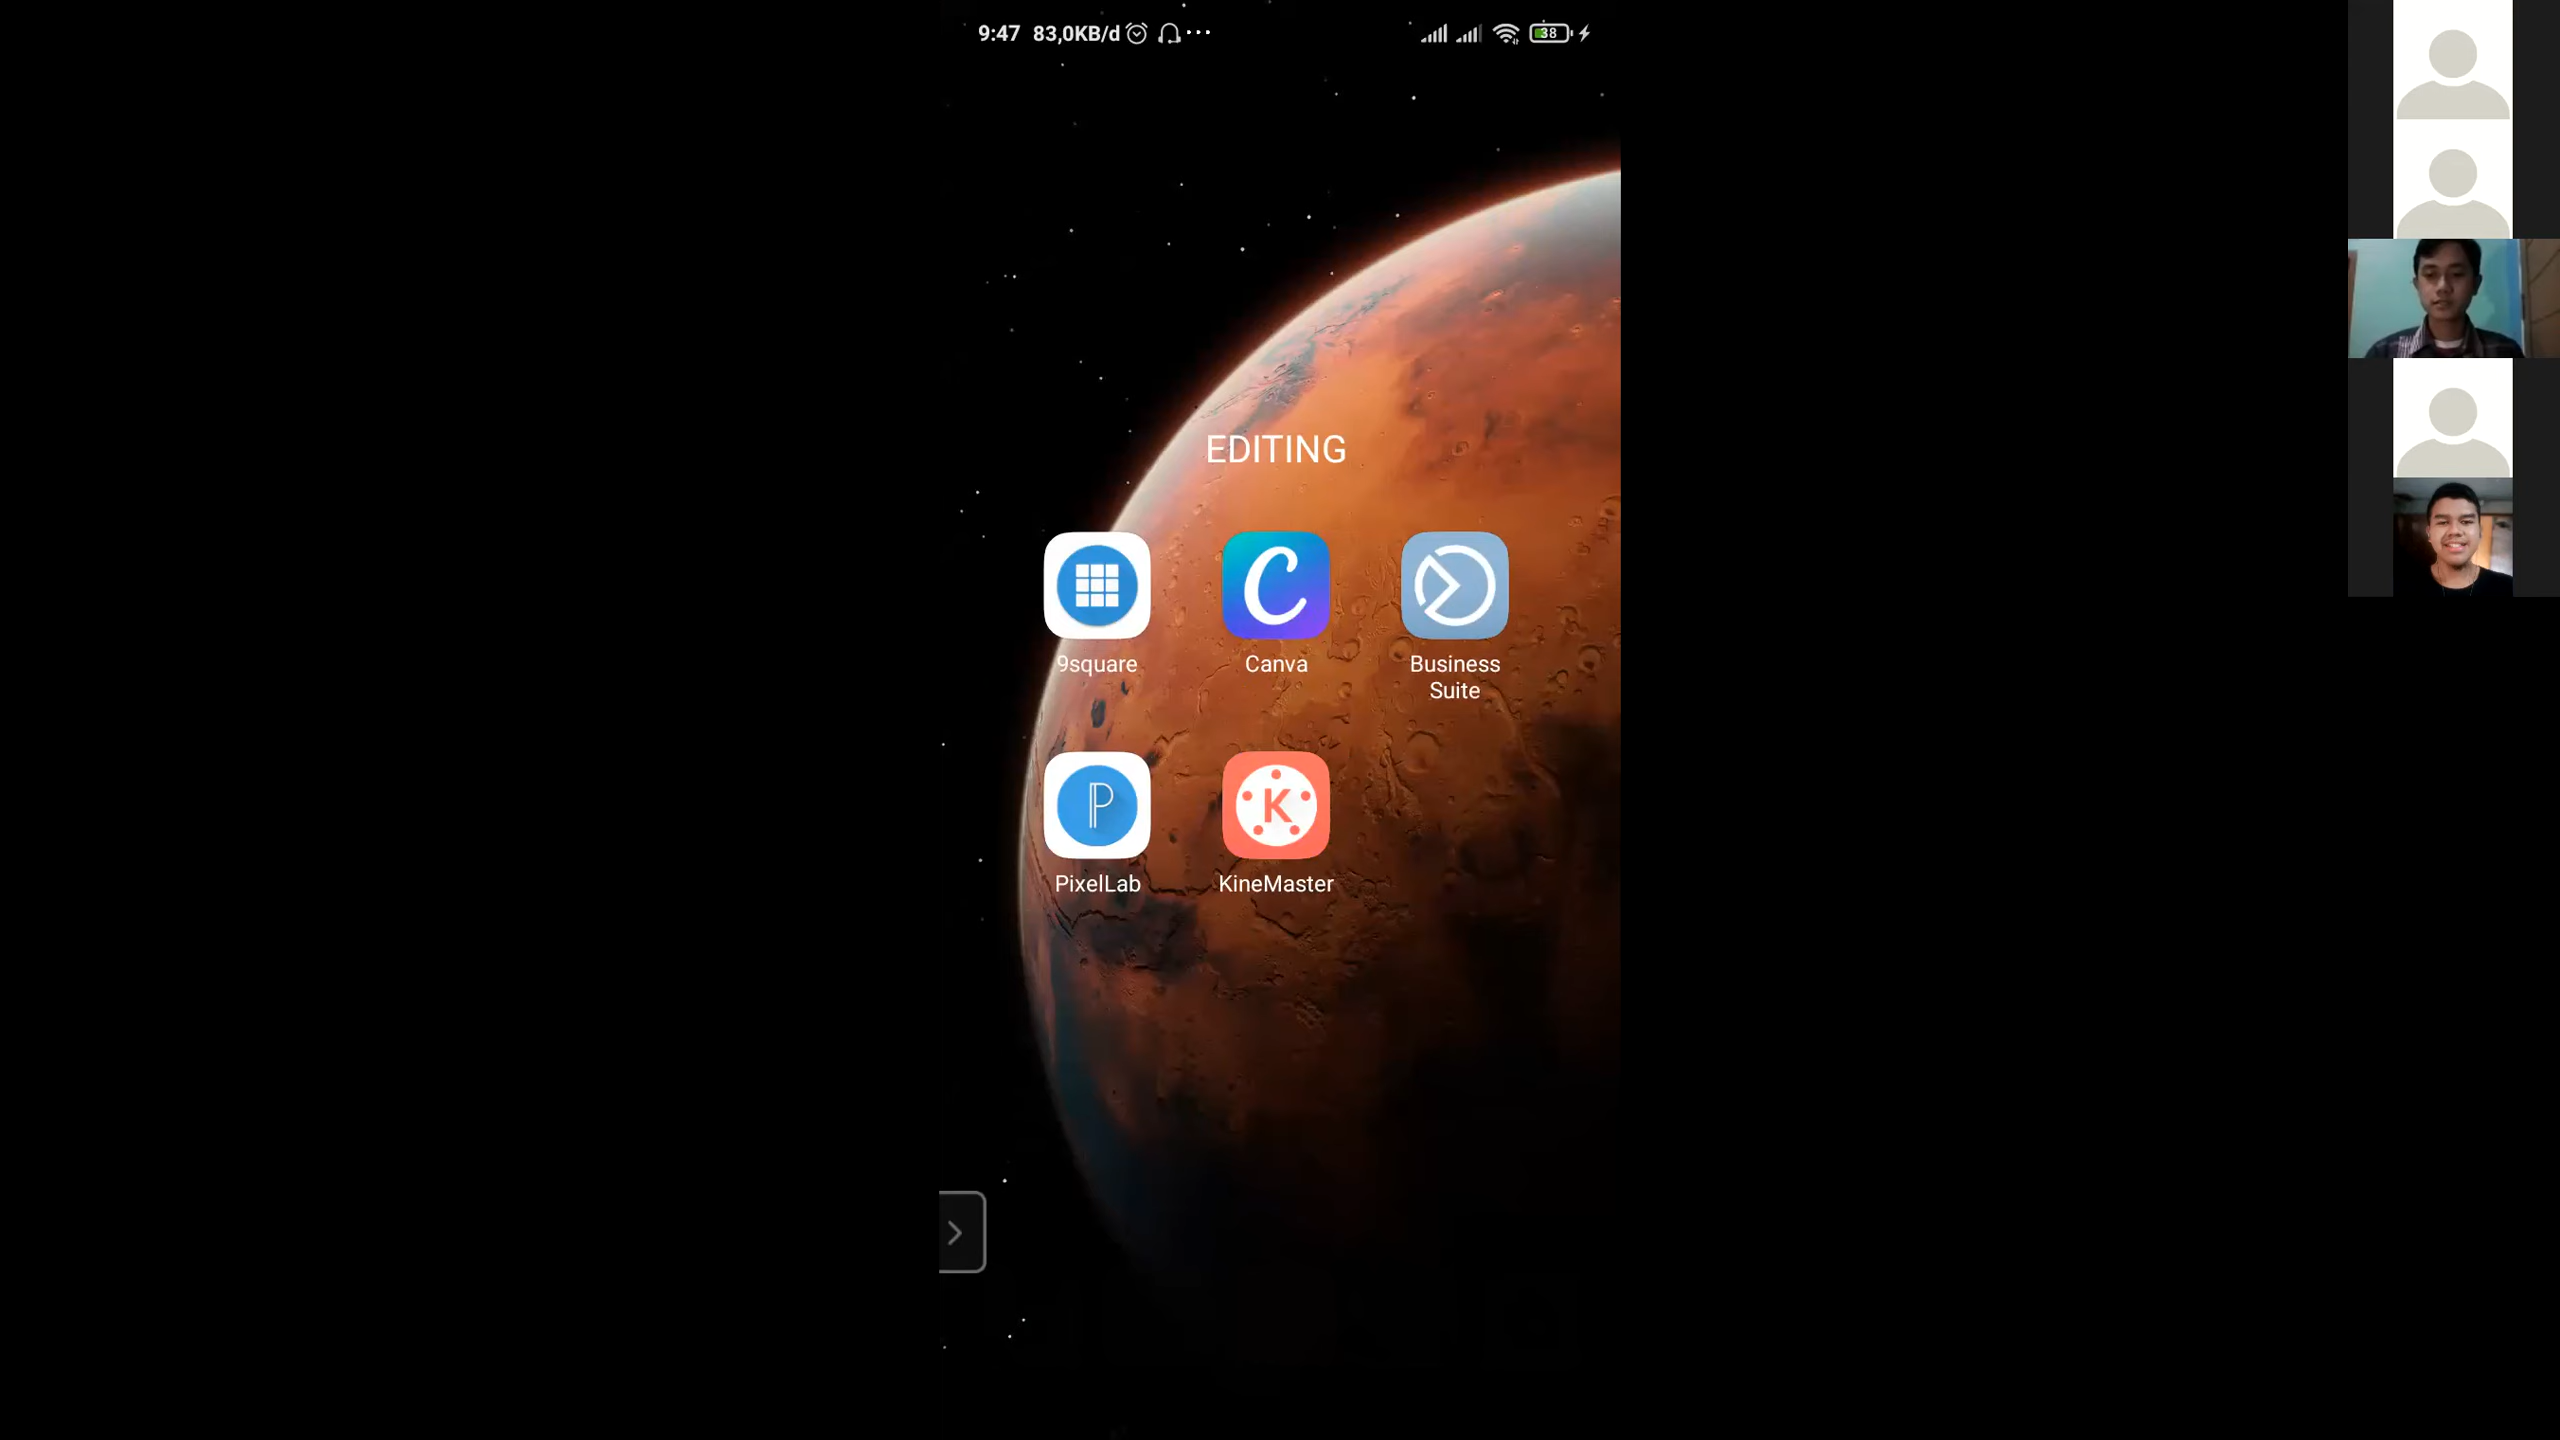 9:47 83,0KB/d 38
EDITING
9square Canva Business
Suite
PixelLab KineMaster